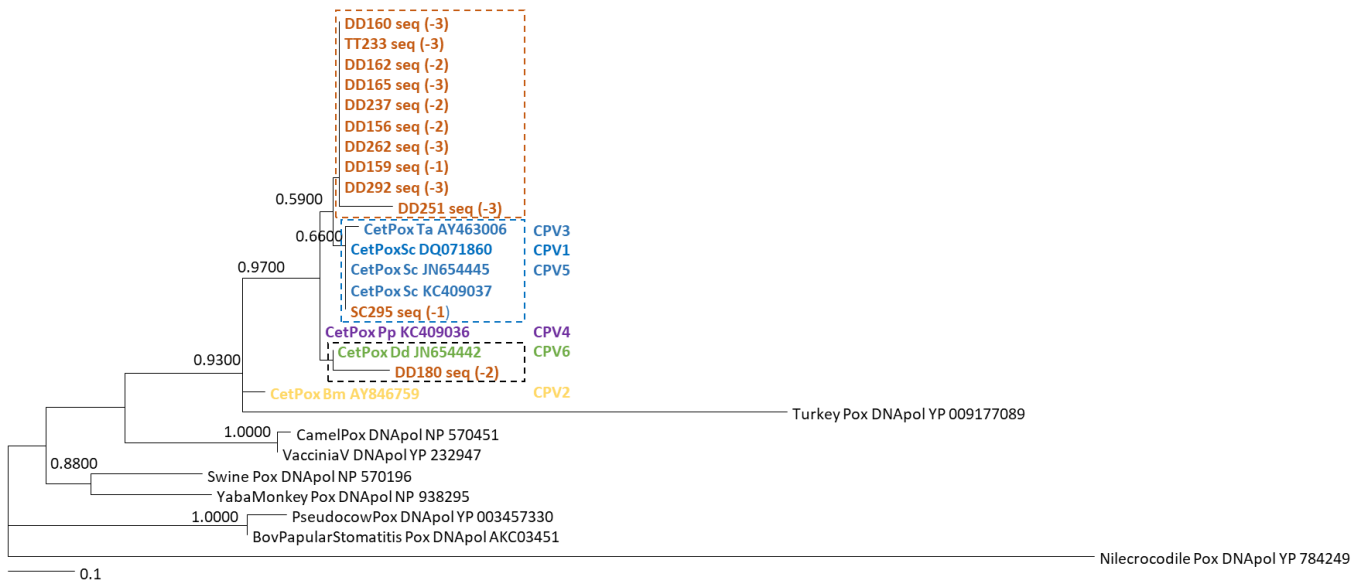 DD160 seq (-3)
TT233 seq (-3)
DD162 seq (-2)
DD165 seq (-3)
DD237 seq (-2)
DD156 seq (-2)
DD262 seq (-3)
DD159 seq (-1)
DD292 seq (-3)
0.5900
DD251 seq (-3)
CetPox Ta AY463006 CPV3
0.6600
CetPoxSc DQ071860 CPV1
0.9700
CetPox Sc JN654445 CPV5
CetPox Sc KC409037
SC295 seq (-1)
CetPox Pp KC409036 CPV4
CetPox Dd JN654442 CPV6
0.9300
DD180 seq (-2)
CetPox Bm AY846759 CPV2
Turkey Pox DNApol YP 009177089
1.0000
CamelPox DNApol NP 570451
VacciniaV DNApol YP 232947
0.8800
Swine Pox DNApol NP 570196
YabaMonkey Pox DNApol NP 938295
1.0000
PseudocowPox DNApol YP 003457330
BovPapularStomatitis Pox DNApol AKC03451
Nilecrocodile Pox DNApol YP 784249
0.1